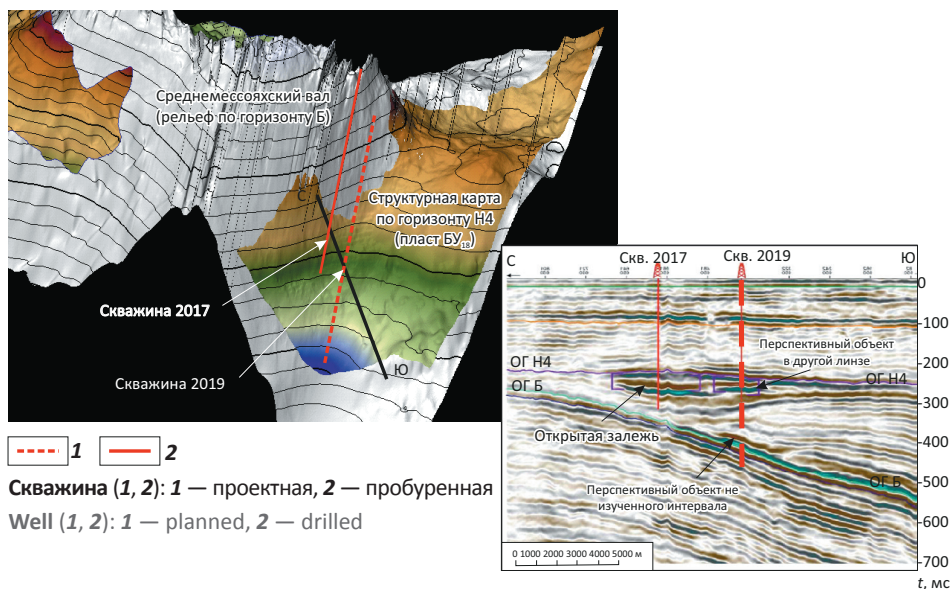 Среднемессояхский вал
(рельеф по горизонту Б)
С
Структурная карта
по горизонту Н4
(пласт БУ₁₈)
Скважина 2017
Скважина 2019
Ю
С
Скв. 2017
Скв. 2019
Ю
0
-100
-200
-300
-400
-500
-600
-700
t, мс
Перспективный объект
в другой линзе
ОГ Н4
ОГ Н4
ОГ Б
ОГ Б
Открытая залежь
Перспективный объект не
изученного интервала
0 1000 2000 3000 4000 5000 м
1
2
Скважина (1, 2): 1 — проектная, 2 — пробуренная
Well (1, 2): 1 — planned, 2 — drilled